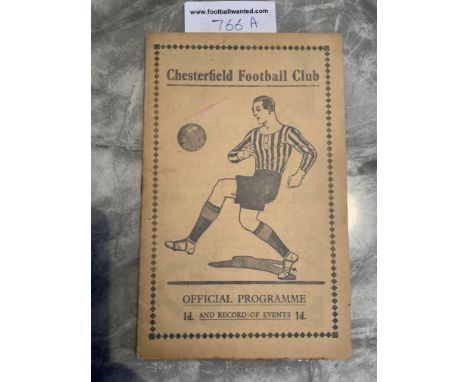 www.footballwanted.com
766 A
Chesterfield Football Club
OFFICIAL PROGRAMME
1d. AND RECORD OF EVENTS 1d.